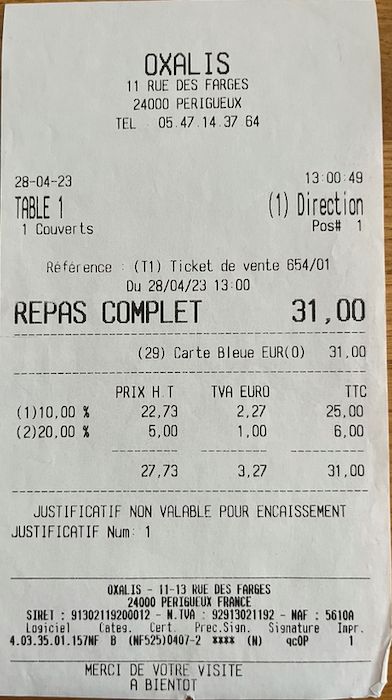 OXALIS
11 RUE DES FARGES
24000 PERIGUEUX
TEL : 05.47.14.37 64
28-04-23 13:00:49
TABLE 1 (1) Direction
1 Couverts Pos# 1
Référence : (T1) Ticket de vente 654/01
Du 28/04/23 13:00
REPAS COMPLET 31,00
(29) Carte Bleue EUR(O) 31,00
PRIX H.T TVA EURO TTC
(1)10,00 % 22,73 2,27 25,00
(2)20,00 % 5,00 1,00 6,00
27,73 3,27 31,00
JUSTIFICATIF NON VALABLE POUR ENCAISSEMENT
JUSTIFICATIF Num: 1
OXALIS - 11-13 RUE DES FARGES
24000 PERIGUEUX FRANCE
SIRET : 91302119200012 - N.TVA : 92913021192 - NAF : 5610A
Logiciel Categ. Cert. Prec.Sign. Signature Impr.
4.03.35.01.157NF B (NF525)0407-2 **** (N) qcOP 1
MERCI DE VOTRE VISITE
A BIENTOT